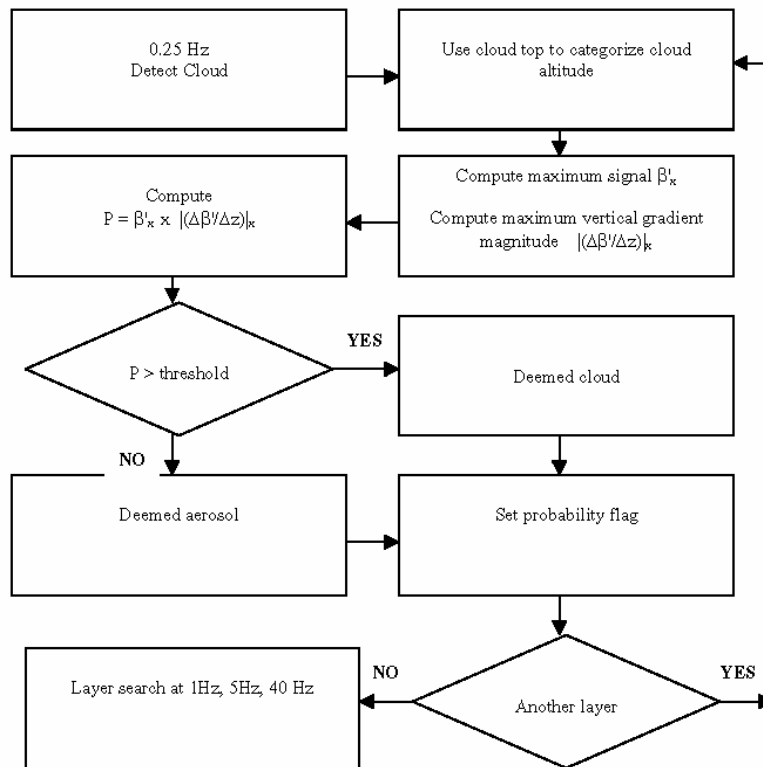 0.25 Hz
Detect Cloud
Use cloud top to categorize cloud
altitude
Compute maximum signal β'ₓ
Compute maximum vertical gradient
magnitude |(Δβ'/Δz)|ₓ
Compute
P = β'ₓ x |(Δβ'/Δz)|ₓ
P > threshold
YES
Deemed cloud
NO
Deemed aerosol
Set probability flag
Another layer
NO
YES
Layer search at 1Hz, 5Hz, 40 Hz